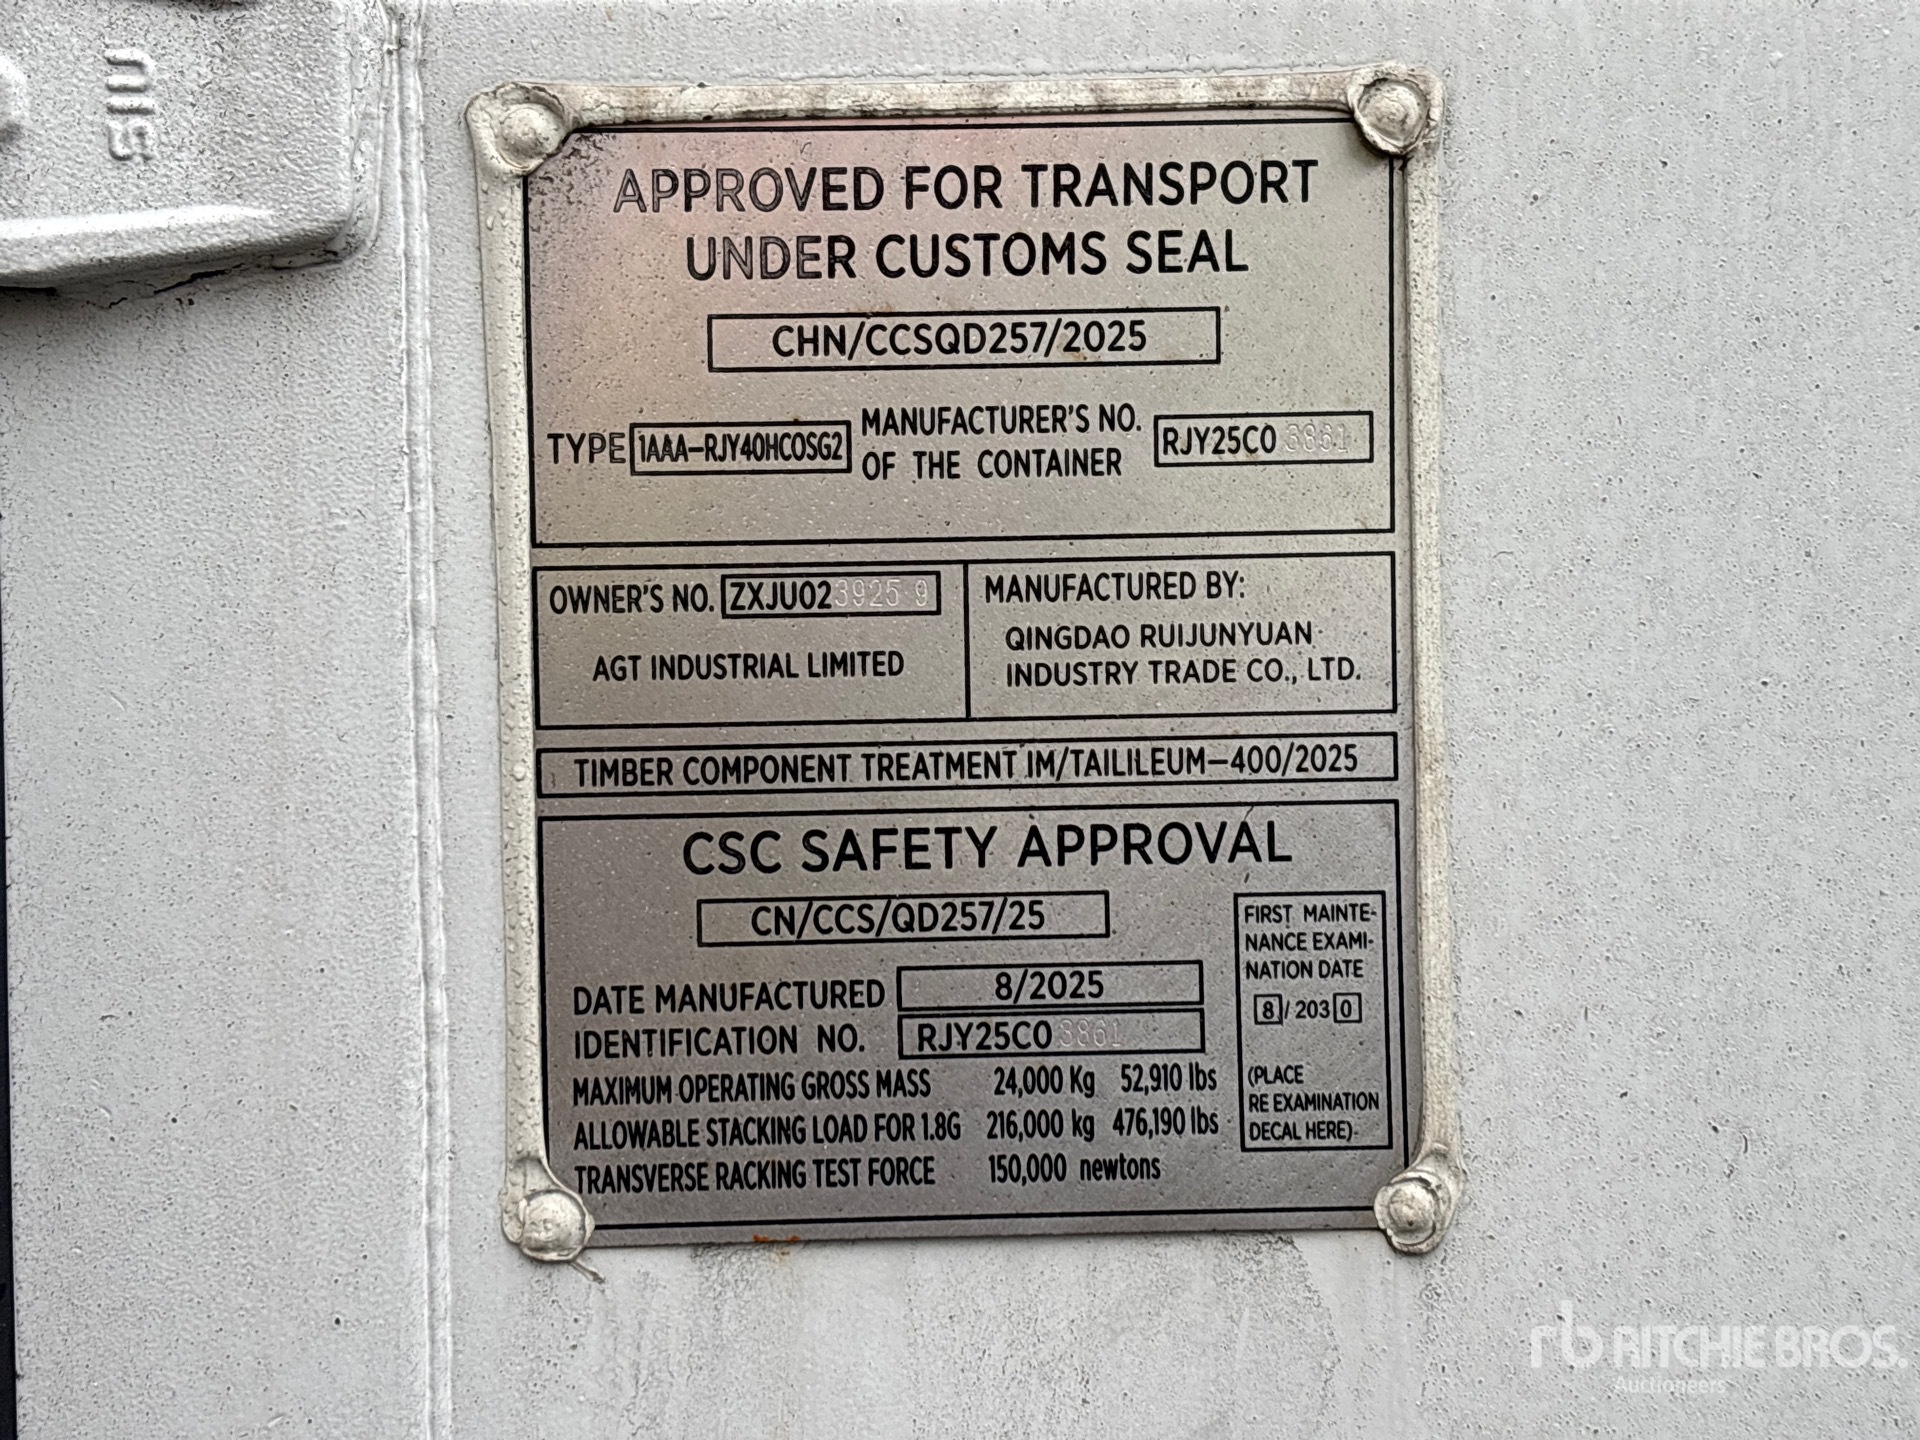 APPROVED FOR TRANSPORT
UNDER CUSTOMS SEAL
CHN/CCSQD257/2025
TYPE 1AAA-RJY40HCOSG2
MANUFACTURER'S NO.
OF THE CONTAINER
RJY25C0 3861
OWNER'S NO. ZXJU023925 9
AGT INDUSTRIAL LIMITED
MANUFACTURED BY:
QINGDAO RUIJUNYUAN
INDUSTRY TRADE CO., LTD.
TIMBER COMPONENT TREATMENT IM/TAILILEUM-400/2025
CSC SAFETY APPROVAL
CN/CCS/QD257/25
DATE MANUFACTURED 8/2025
IDENTIFICATION NO. RJY25C0 3861
MAXIMUM OPERATING GROSS MASS 24,000 Kg 52,910 lbs
ALLOWABLE STACKING LOAD FOR 1.8G 216,000 kg 476,190 lbs
TRANSVERSE RACKING TEST FORCE 150,000 newtons
FIRST MAINTE-
NANCE EXAMI-
NATION DATE
8/ 2030
(PLACE
RE EXAMINATION
DECAL HERE)
rb RITCHIE BROS.
Auctioneers